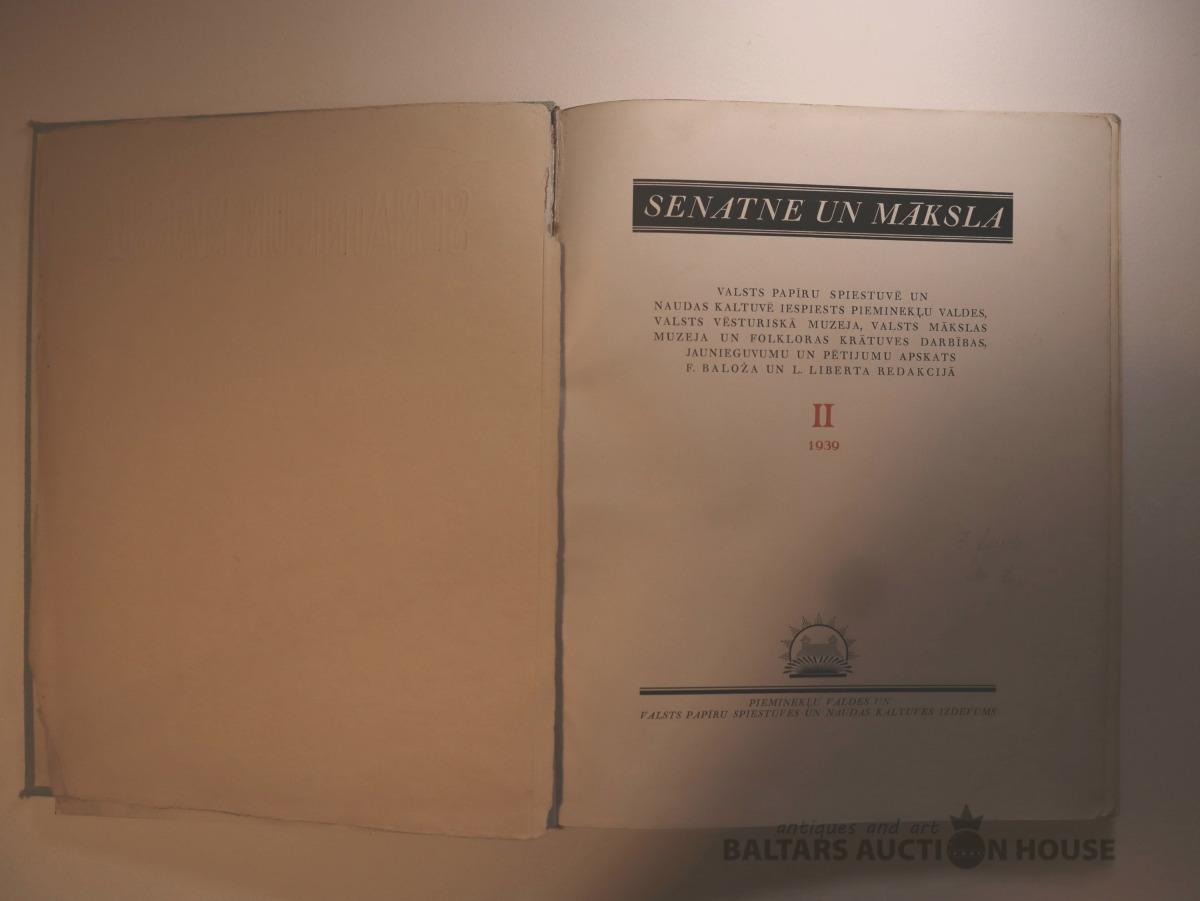 SENATNE UN MĀKSLA
VALSTS PAPĪRU SPIESTUVĒ UN
NAUDAS KALTUVĒ IESPIESTS PIEMINEKĻU VALDES,
VALSTS VĒSTURISKĀ MUZEJA, VALSTS MĀKSLAS
MUZEJA UN FOLKLORAS KRĀTUVES DARBĪBAS,
JAUNIEGUVUMU UN PĒTIJUMU APSKATS
F. BALOŽA UN L. LIBERTA REDAKCIJĀ
II
1939
PIEMINEKĻU VALDES UN
VALSTS PAPĪRU SPIESTUVES UN NAUDAS KALTUVES IZDEVUMS
antiques and art
BALTARS AUCTION HOUSE